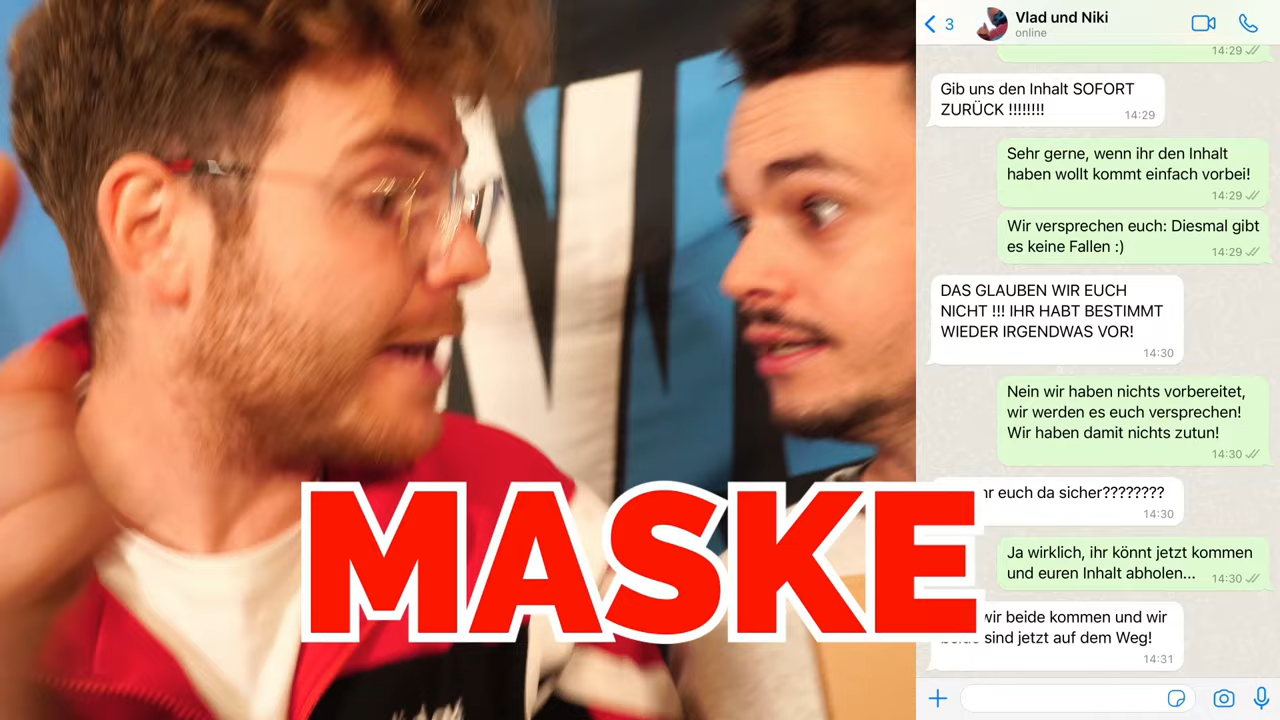 3
Vlad und Niki
online
14:29
Gib uns den Inhalt SOFORT
ZURÜCK !!!!!!!!
14:29
Sehr gerne, wenn ihr den Inhalt
haben wollt kommt einfach vorbei!
14:29
Wir versprechen euch: Diesmal gibt
es keine Fallen :)
14:29
DAS GLAUBEN WIR EUCH
NICHT !!! IHR HABT BESTIMMT
WIEDER IRGENDWAS VOR!
14:30
Nein wir haben nichts vorbereitet,
wir werden es euch versprechen!
Wir haben damit nichts zutun!
14:30
euch da sicher????????
14:30
Ja wirklich, ihr könnt jetzt kommen
und euren Inhalt abholen...
14:30
wir beide kommen und wir
sind jetzt auf dem Weg!
14:31
MASKE